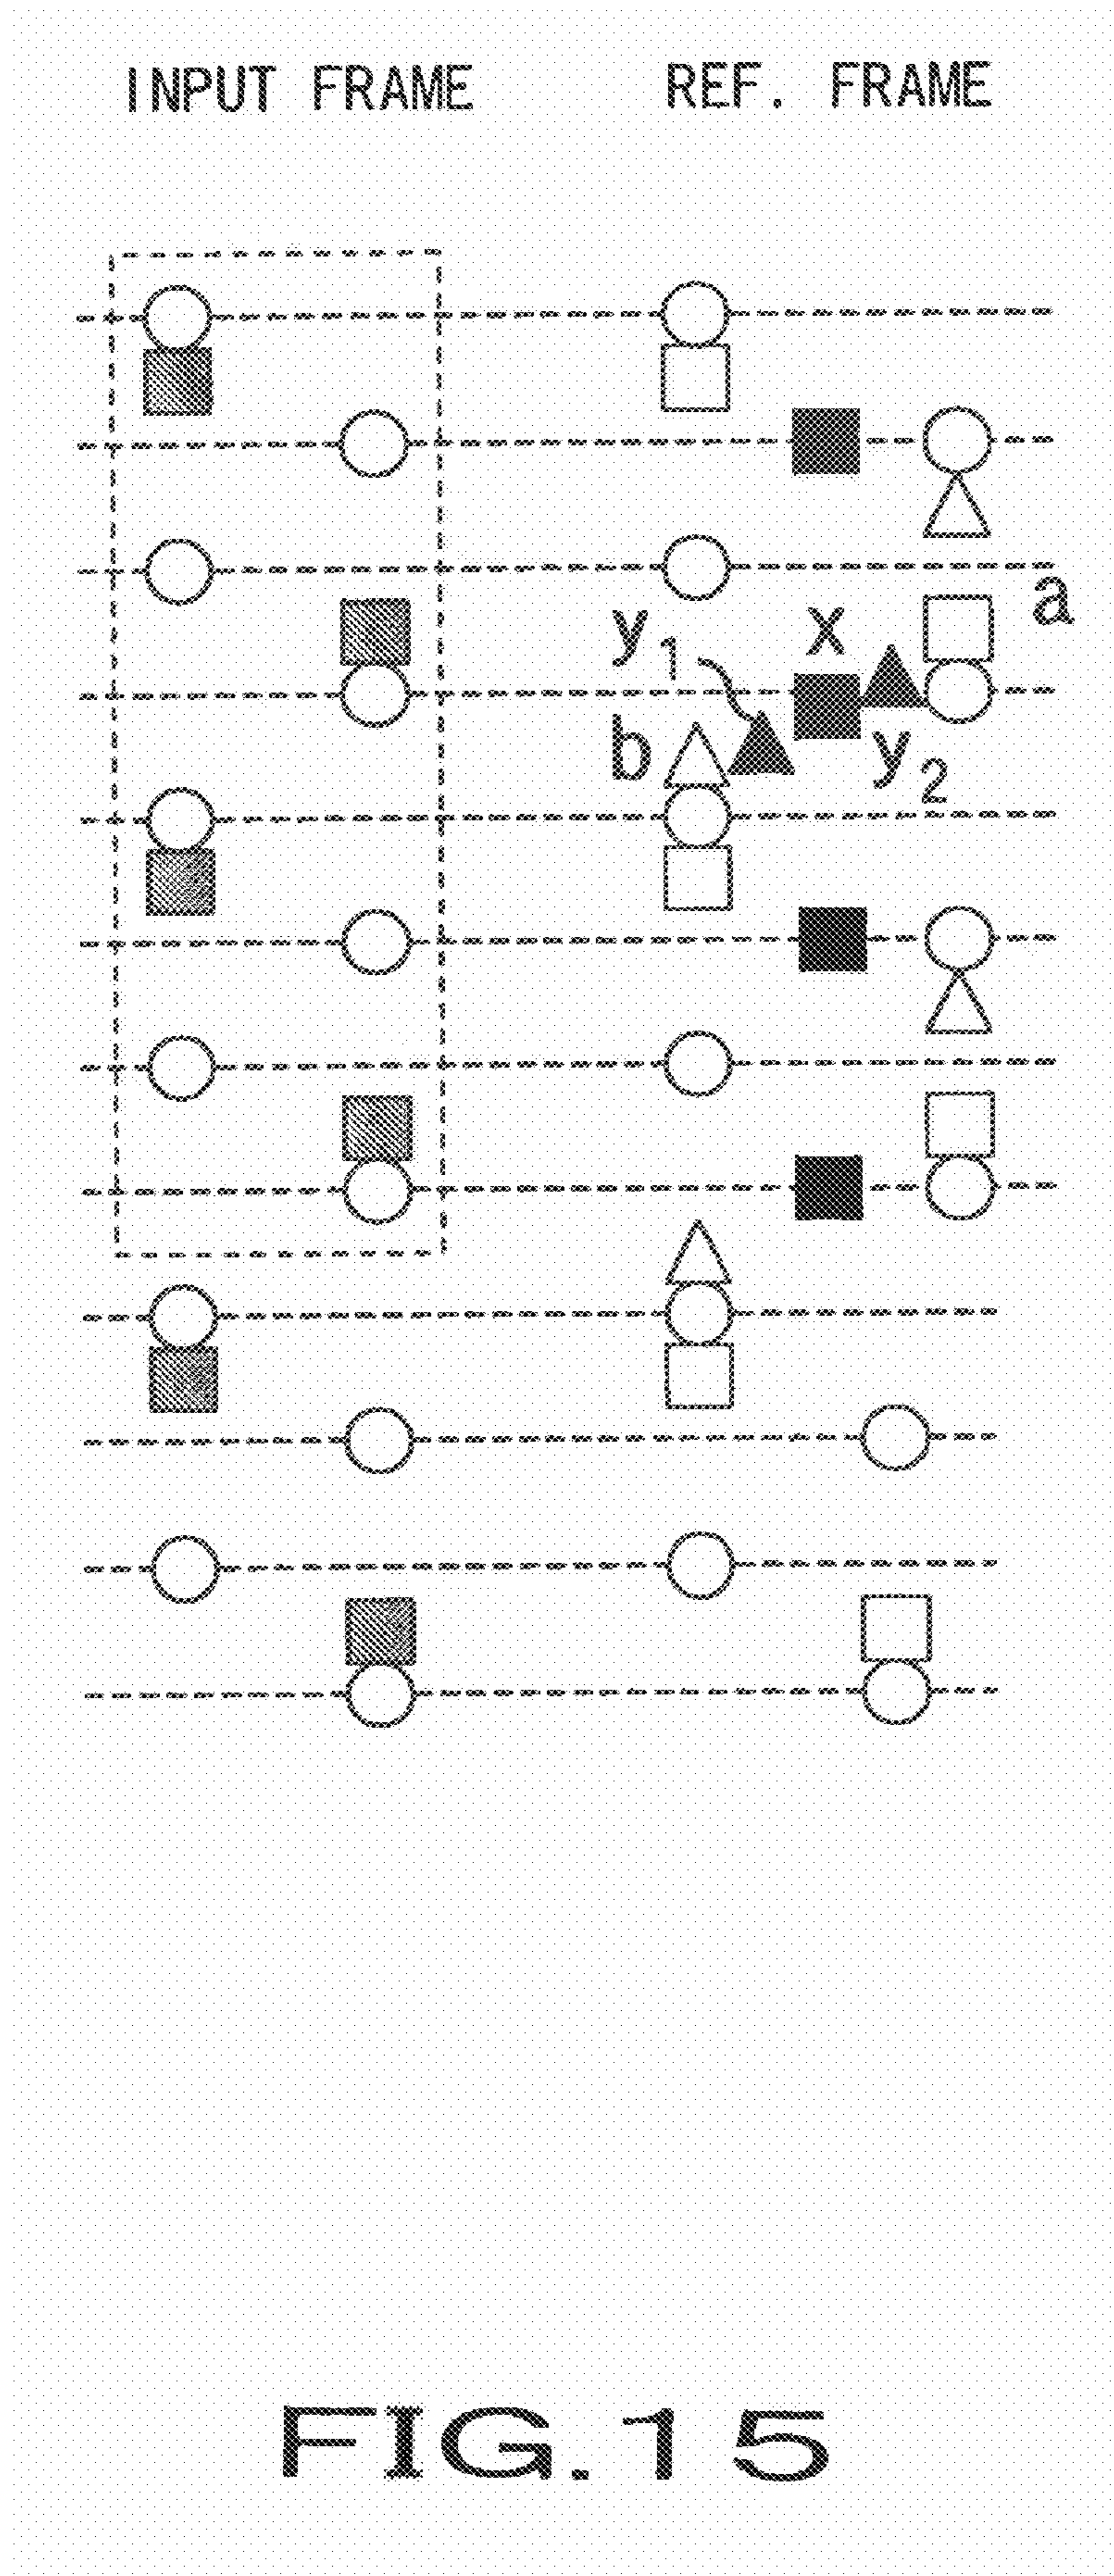 INPUT FRAME REF. FRAME
a
y1 x
b y2
FIG.15